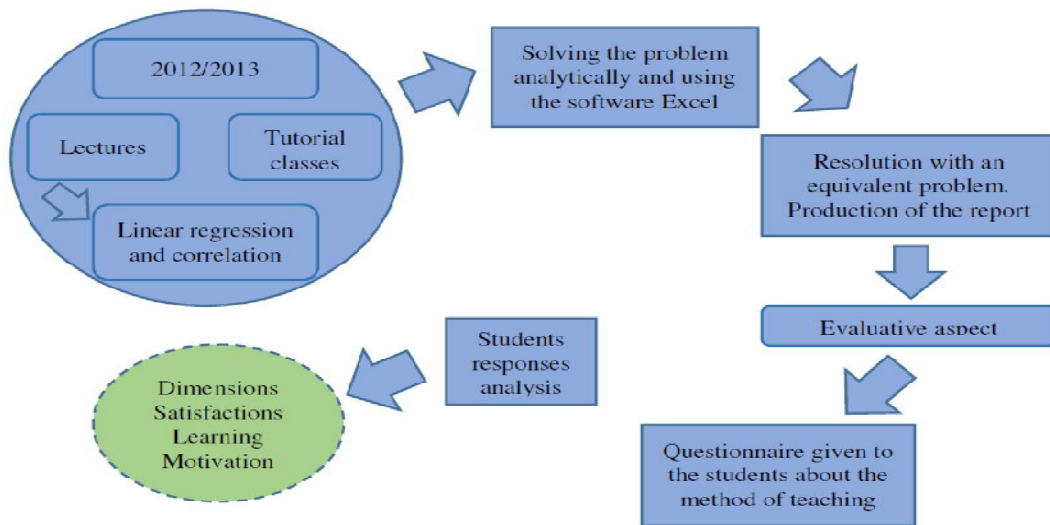 2012/2013
Lectures
Tutorial
classes
Linear regression
and correlation
Solving the problem
analytically and using
the software Excel
Resolution with an
equivalent problem.
Production of the report
Evaluative aspect
Questionnaire given to
the students about the
method of teaching
Students
responses
analysis
Dimensions
Satisfactions
Learning
Motivation